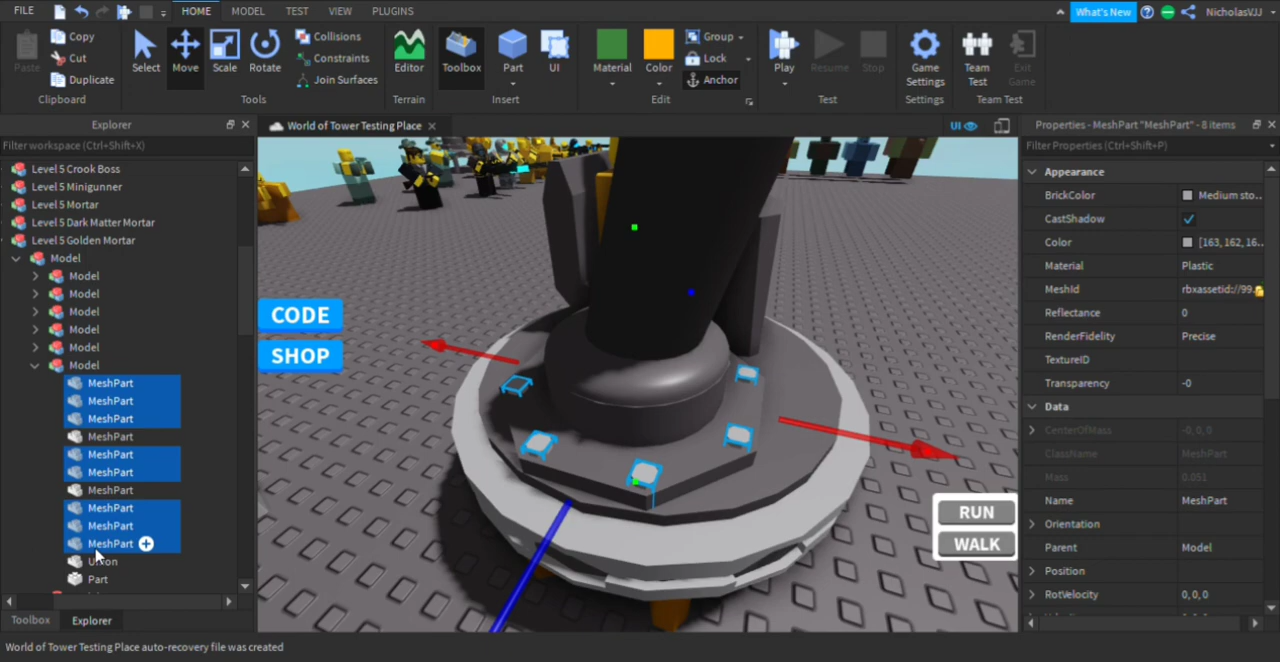 FILE HOME MODEL TEST VIEW PLUGINS What's New NicholasVJJ
Paste Copy Cut Duplicate Clipboard
Select Move Scale Rotate Collisions Constraints Join Surfaces Tools
Editor Terrain
Toolbox Part UI Insert
Material Color Group Lock Anchor Edit
Play Resume Stop Test
Game Settings Settings
Team Test Exit Game Team Test
Explorer
Filter workspace (Ctrl+Shift+X)
Level 5 Crook Boss
Level 5 Minigunner
Level 5 Mortar
Level 5 Dark Matter Mortar
Level 5 Golden Mortar
Model
Model
Model
Model
Model
Model
Model
MeshPart
MeshPart
MeshPart
MeshPart
MeshPart
MeshPart
MeshPart
MeshPart
MeshPart
MeshPart
Union
Part
Toolbox Explorer
World of Tower Testing Place UI
CODE
SHOP
RUN
WALK
Properties - MeshPart "MeshPart" - 8 items
Filter Properties (Ctrl+Shift+P)
Appearance
BrickColor Medium sto...
CastShadow
Color [163, 162, 16...
Material Plastic
MeshId rbxassetid://99...
Reflectance 0
RenderFidelity Precise
TextureID
Transparency -0
Data
CenterOfMass -0, 0, 0
ClassName MeshPart
Mass 0.051
Name MeshPart
Orientation
Parent Model
Position
RotVelocity 0, 0, 0
World of Tower Testing Place auto-recovery file was created